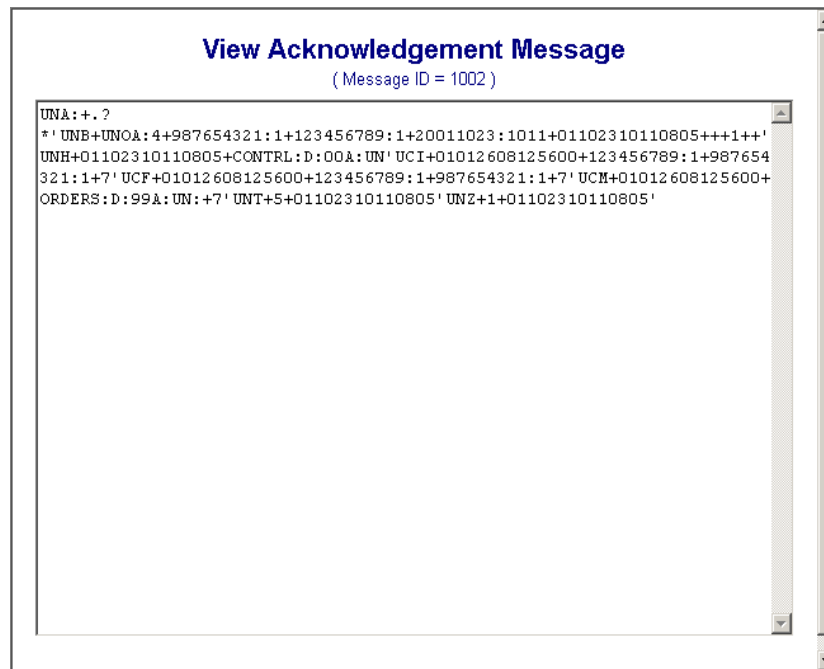 View Acknowledgement Message
( Message ID = 1002 )
UNA:+.?
*'UNB+UNOA:4+987654321:1+123456789:1+20011023:1011+01102310110805+++1++'
UNH+01102310110805+CONTRL:D:00A:UN'UCI+01012608125600+123456789:1+987654
321:1+7'UCF+01012608125600+123456789:1+987654321:1+7'UCM+01012608125600+
ORDERS:D:99A:UN:+7'UNT+5+01102310110805'UNZ+1+01102310110805'